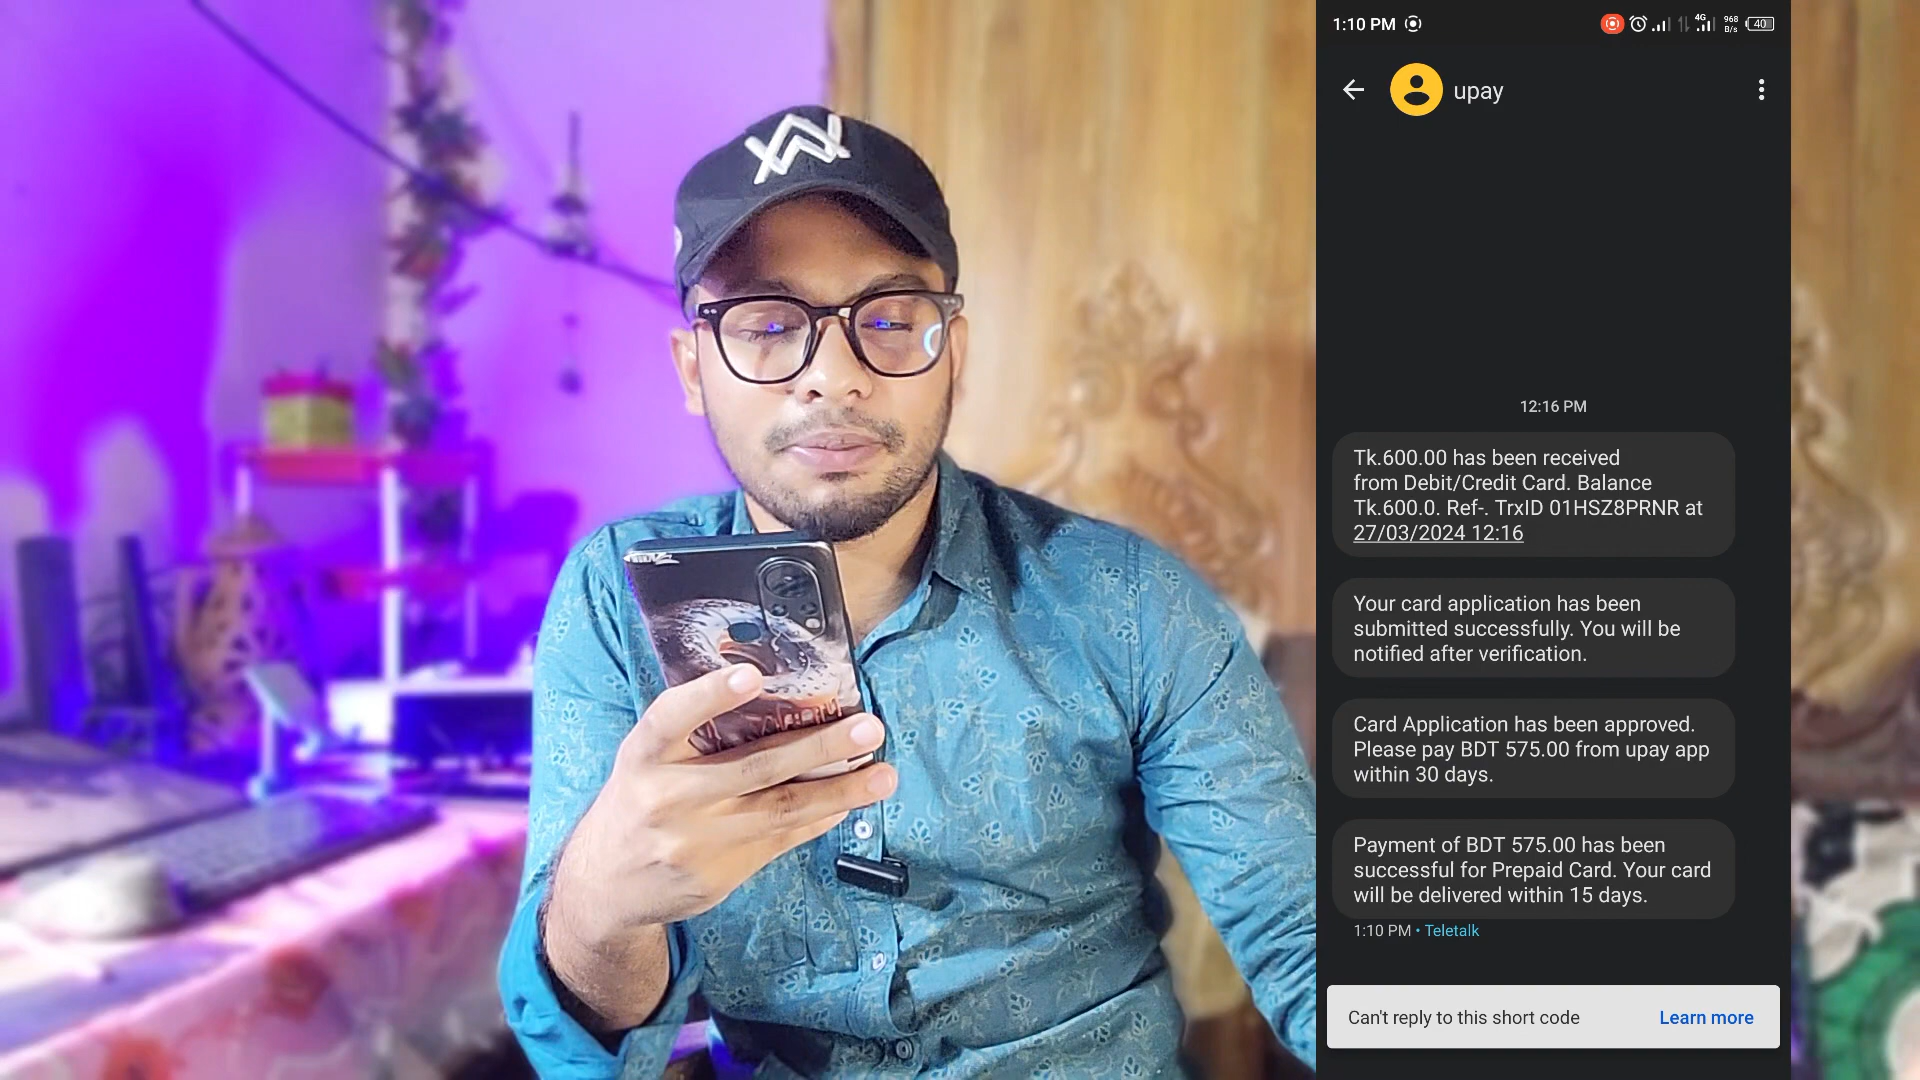 1:10 PM
4G
968
B/s
40
upay
12:16 PM
Tk.600.00 has been received
from Debit/Credit Card. Balance
Tk.600.0. Ref-. TrxID 01HSZ8PRNR at
27/03/2024 12:16
Your card application has been
submitted successfully. You will be
notified after verification.
Card Application has been approved.
Please pay BDT 575.00 from upay app
within 30 days.
Payment of BDT 575.00 has been
successful for Prepaid Card. Your card
will be delivered within 15 days.
1:10 PM • Teletalk
Can't reply to this short code
Learn more